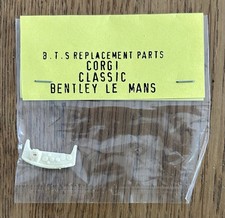 B.T.S REPLACEMENT PARTS
CORGI
CLASSIC
BENTLEY LE MANS